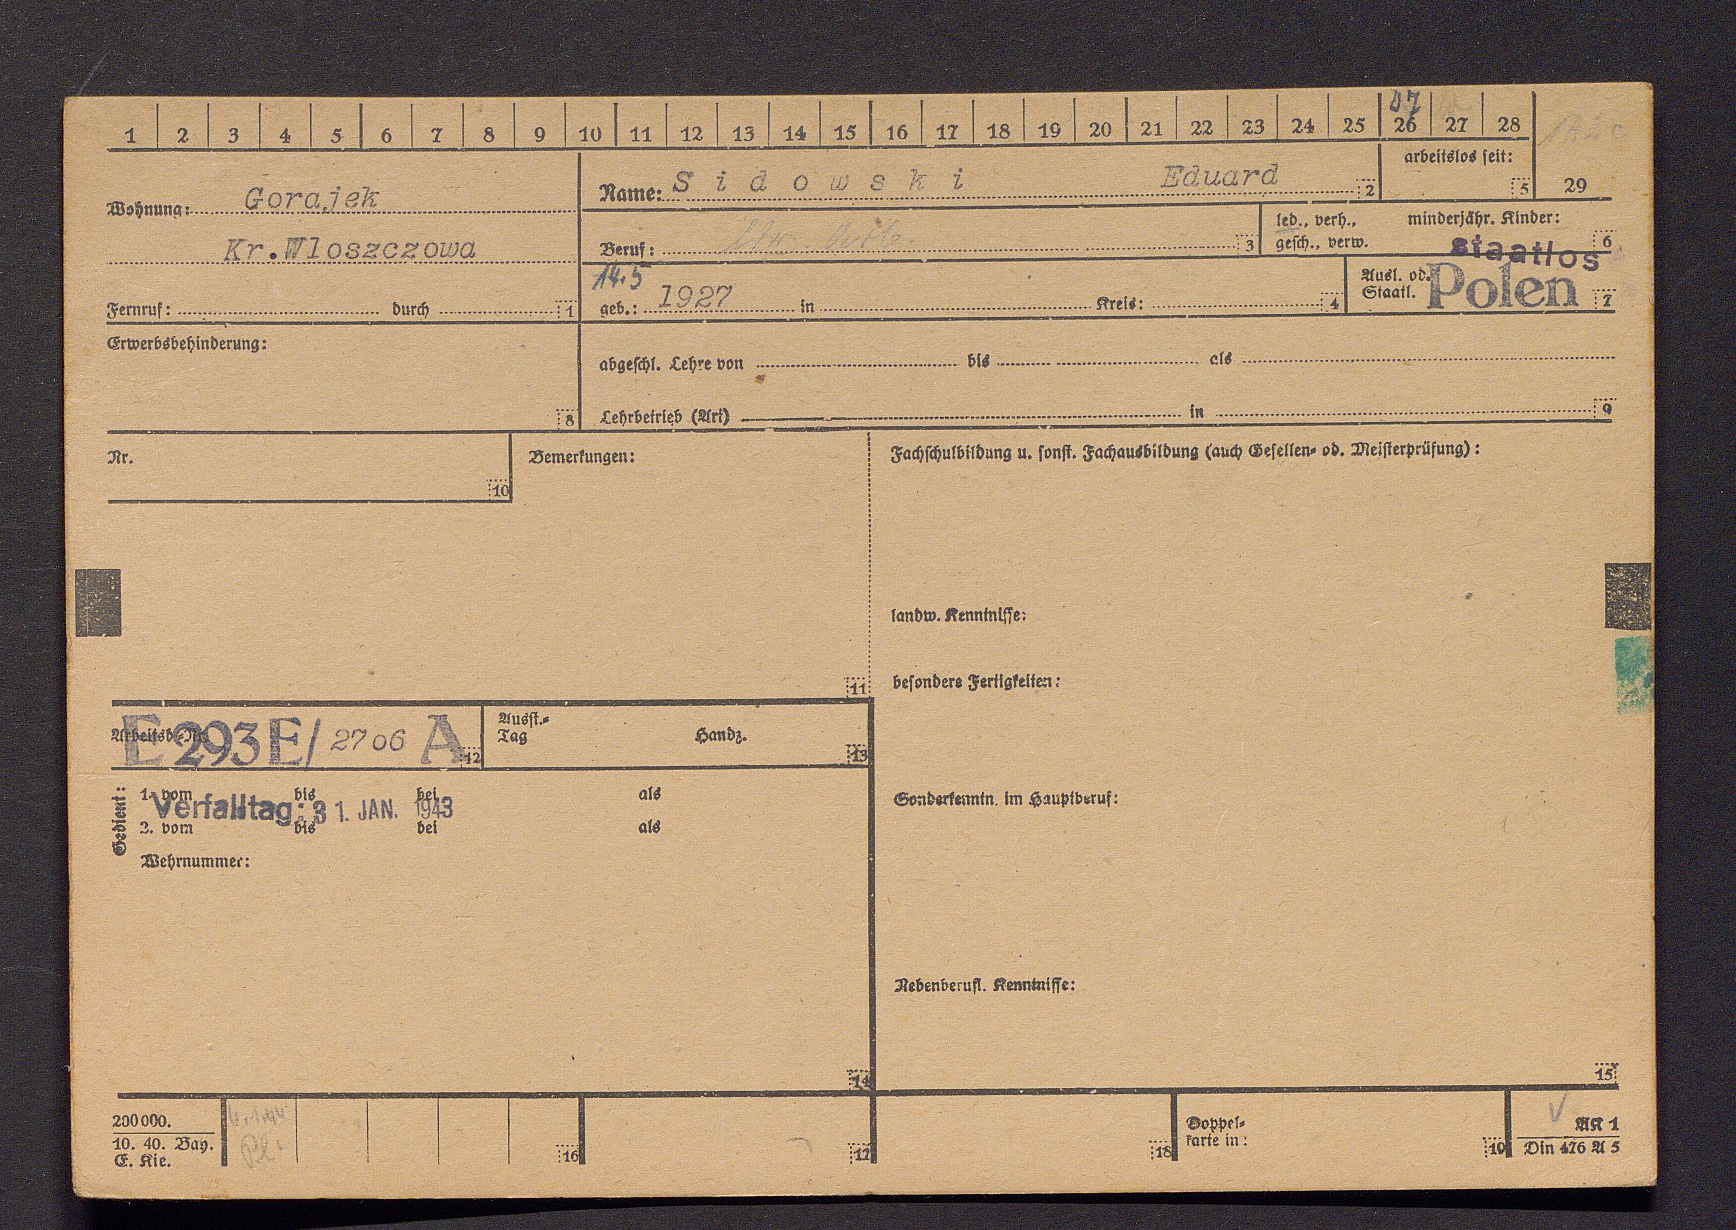 1 2 3 4 5 6 7 8 9 10 11 12 13 14 15 16 17 18 19 20 21 22 23 24 25 26 27 28
07
arbeitslos seit:
5 29
Wohnung: Gorajek
Kr.Wloszczowa
Fernruf: durch 1
Name: Sidowski Eduard 2
Beruf: 3
led., verh.,
gesch., verw.
minderjähr. Kinder:
6
14.5
geb.: 1927 in Kreis: 4
staatlos
Ausl. od.
Staatl. Polen 7
Erwerbsbehinderung:
8
abgeschl. Lehre von bis als
Lehrbetrieb (Art) in 9
Nr.
10
Bemerkungen:
11
Fachschulbildung u. sonst. Fachausbildung (auch Gesellen- od. Meisterprüfung):
landw. Kenntnisse:
besondere Fertigkeiten:
Sonderkenntn. im Hauptberuf:
Nebenberufl. Kenntnisse:
15
Arbeitsb.-Nr.
E 293 E/ 2706 A 12
Ausst.-
Tag
Handz.
13
Gedient:
1. vom bis bei als
Verfalltag: 31. JAN. 1943
2. vom bis bei als
Wehrnummer:
14
200000.
10. 40. Bay.
E. Kie.
16
17
18
Doppel-
karte in:
19
AK 1
Din 476 A 5